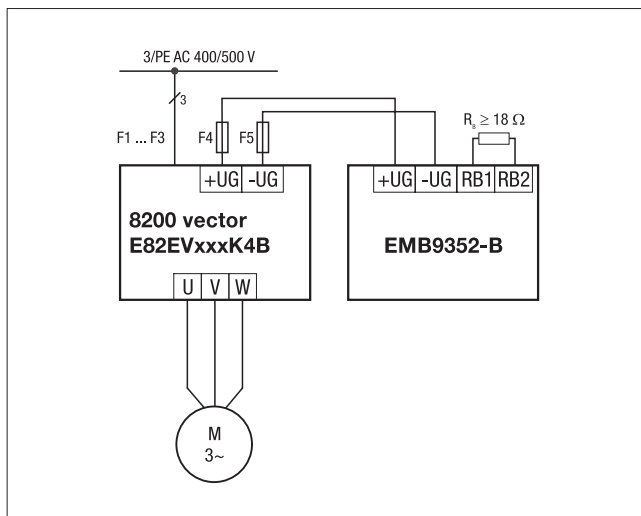 3/PE AC 400/500 V
3
F1 ... F3
F4
F5
R_B ≥ 18 Ω
+UG -UG
+UG -UG RB1 RB2
8200 vector
E82EVxxxK4B
EMB9352-B
U V W
M
3~